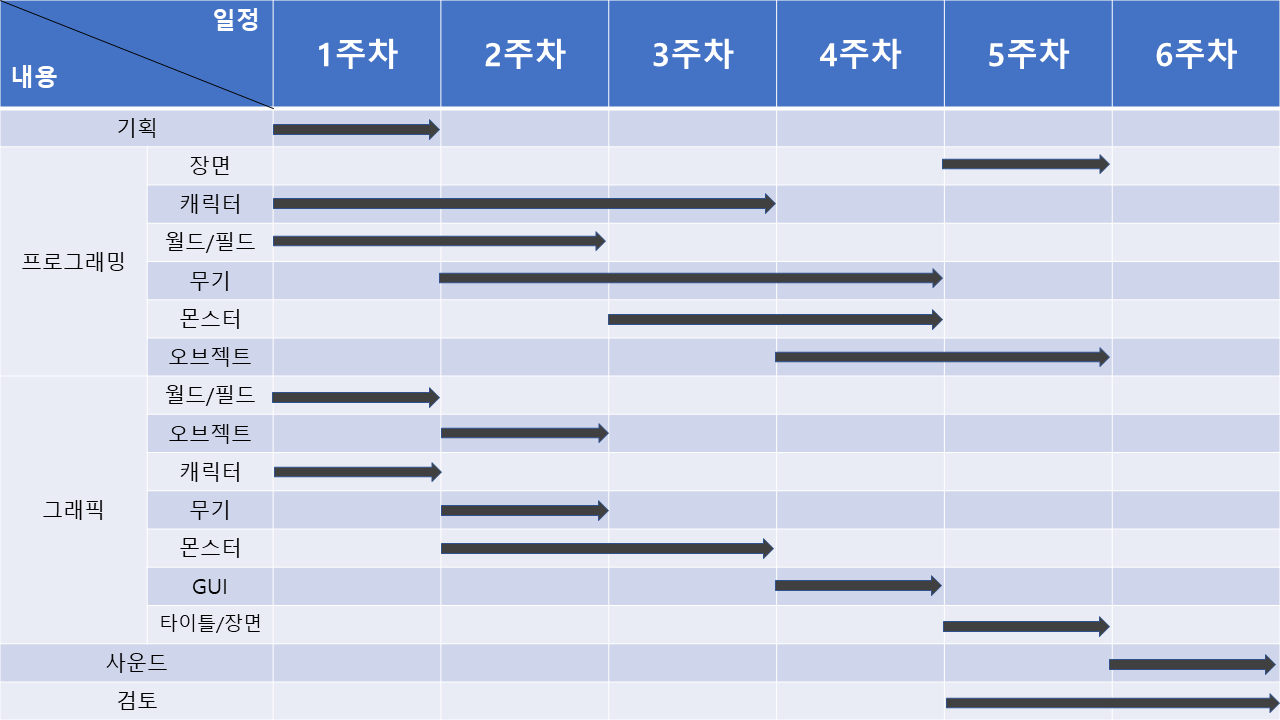 일정
내용
1주차
2주차
3주차
4주차
5주차
6주차
기획
프로그래밍
장면
캐릭터
월드/필드
무기
몬스터
오브젝트
그래픽
월드/필드
오브젝트
캐릭터
무기
몬스터
GUI
타이틀/장면
사운드
검토